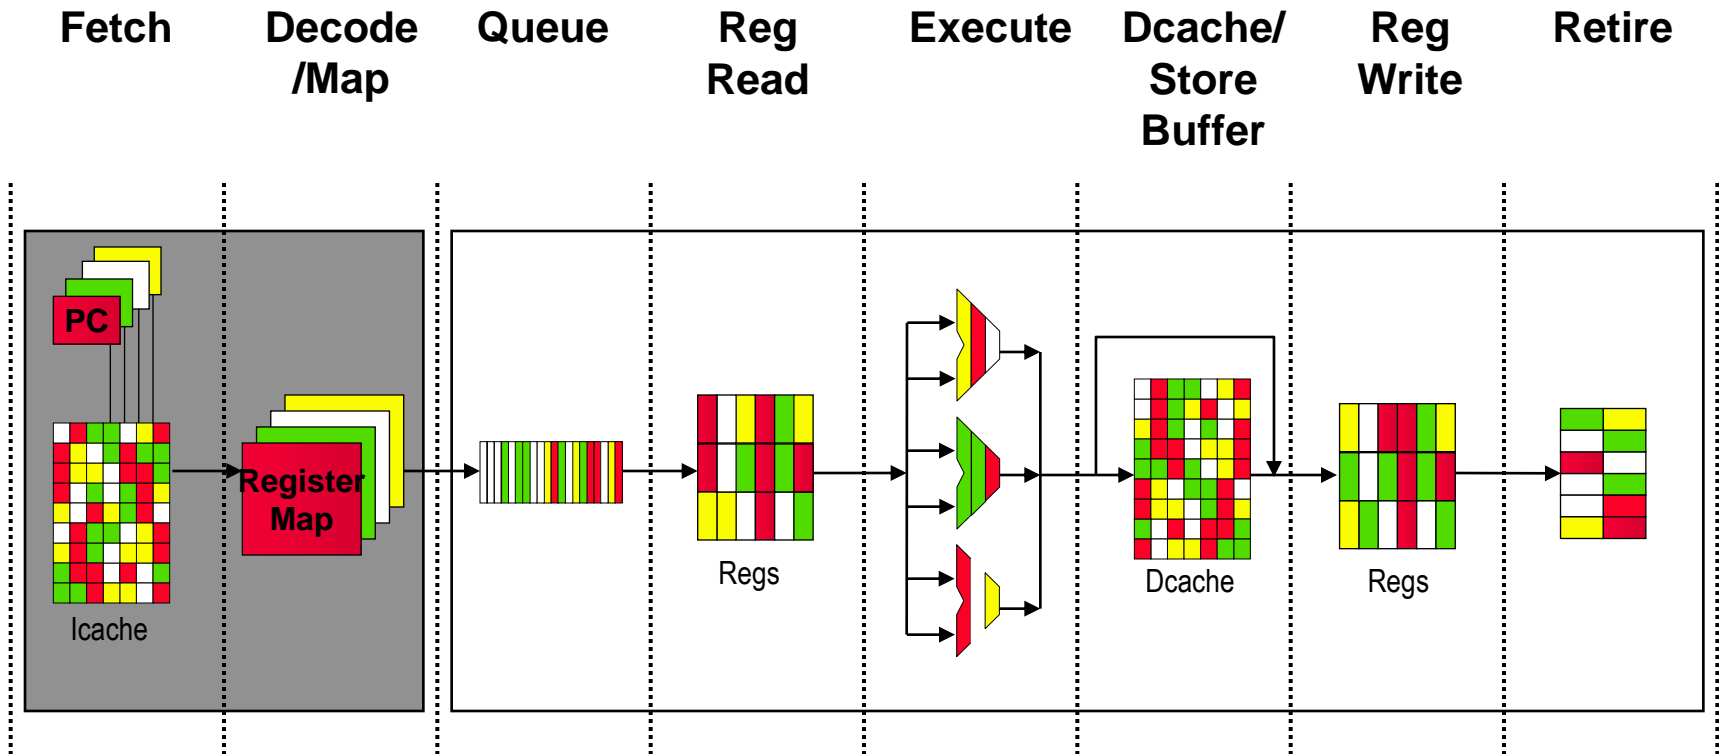 Fetch
Decode
/Map
Queue
Reg
Read
Execute
Dcache/
Store
Buffer
Reg
Write
Retire
PC
Icache
Register
Map
Regs
Dcache
Regs